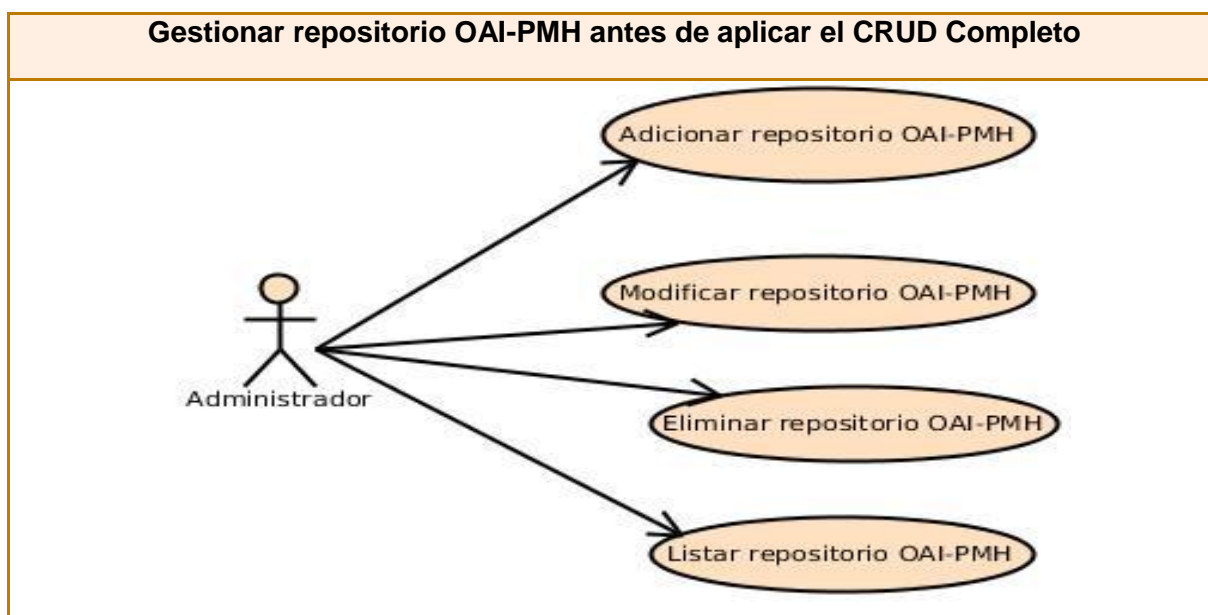 Gestionar repositorio OAI-PMH antes de aplicar el CRUD Completo
Adicionar repositorio OAI-PMH
Modificar repositorio OAI-PMH
Administrador
Eliminar repositorio OAI-PMH
Listar repositorio OAI-PMH